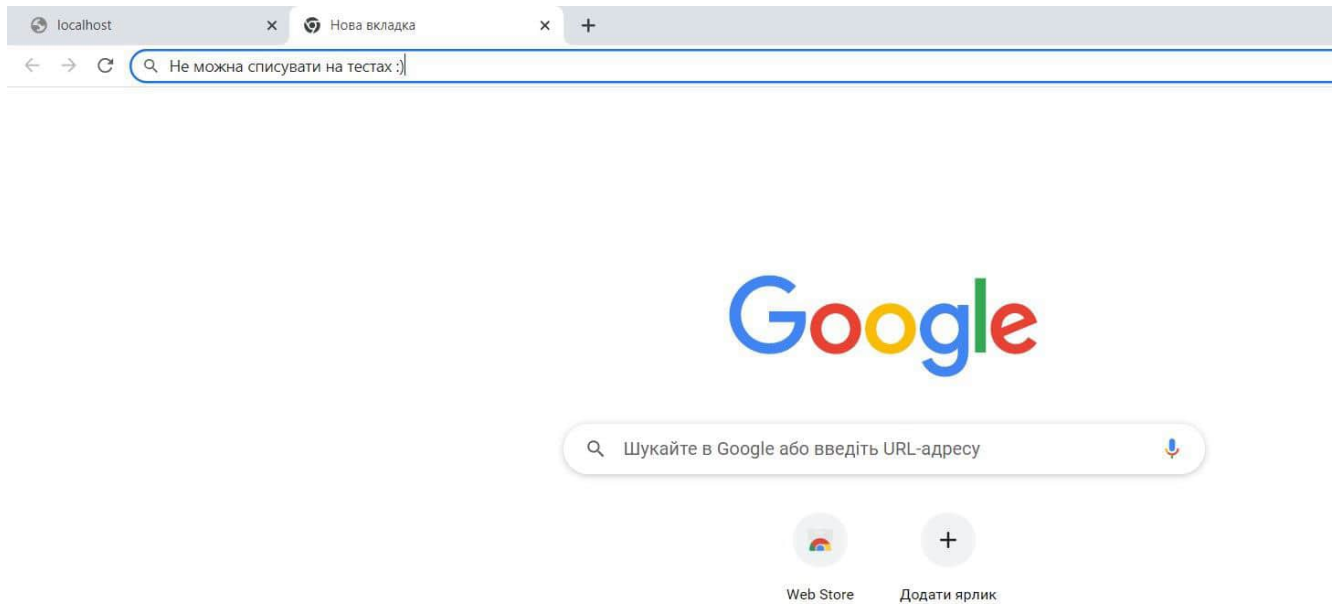 localhost
Нова вкладка
Не можна списувати на тестах :)
Google
Шукайте в Google або введіть URL-адресу
Web Store
Додати ярлик